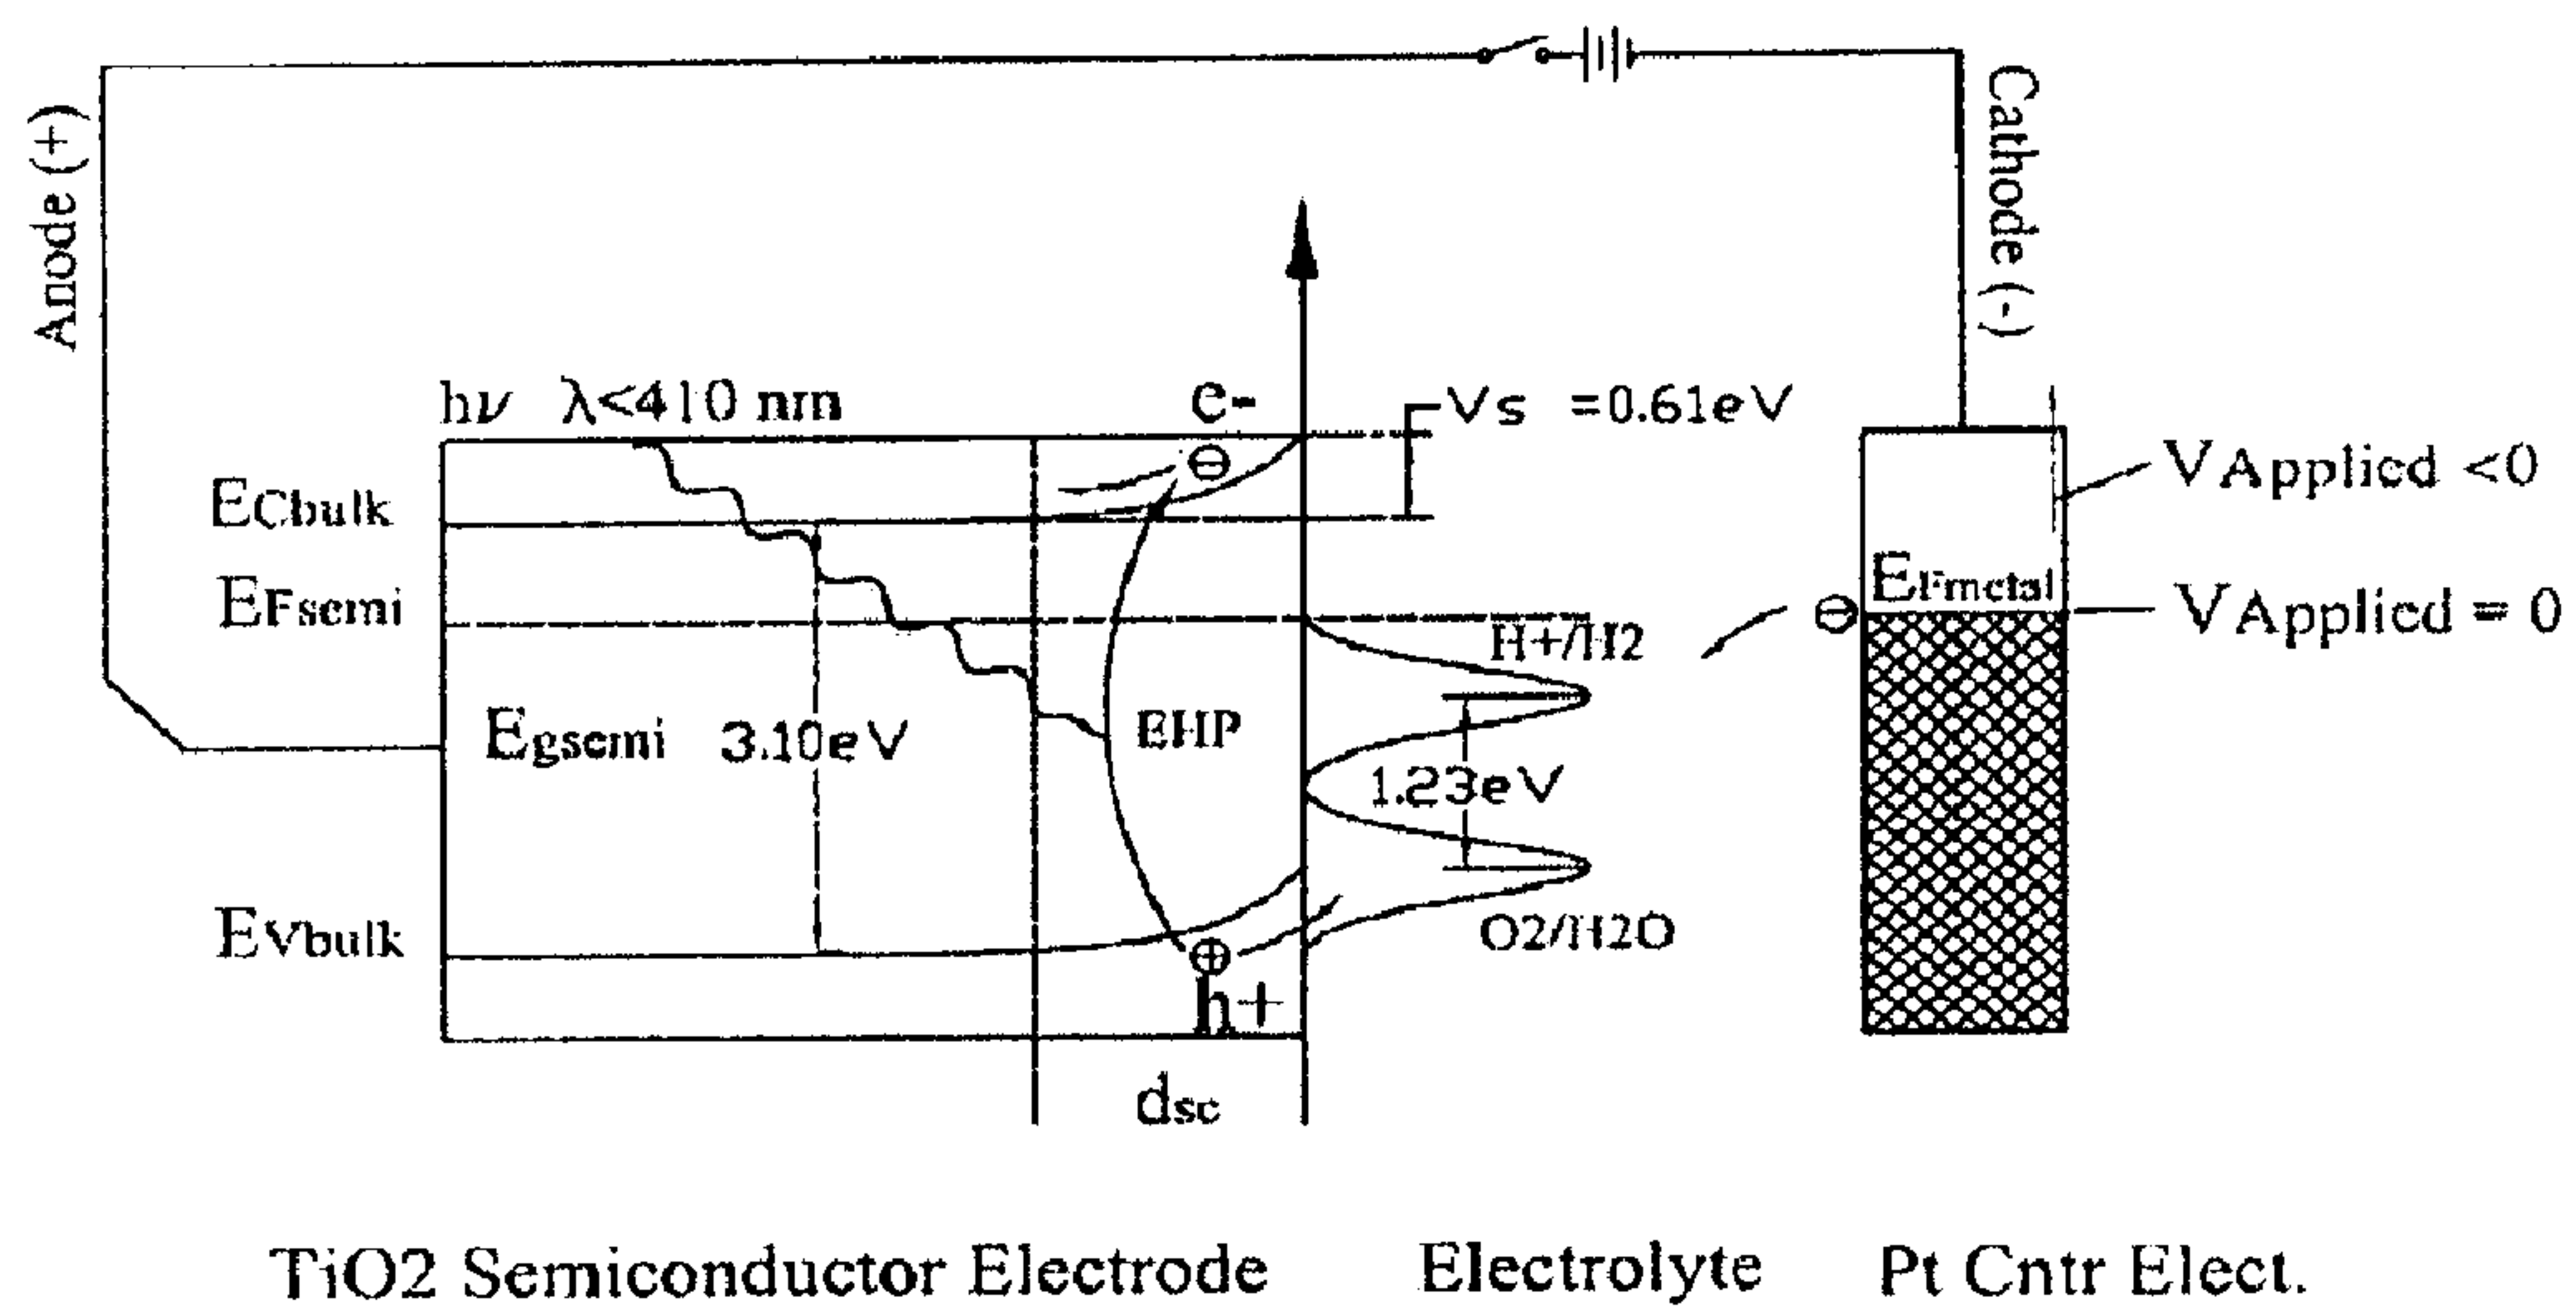 Anode (+)
Cathode (-)
hν λ<410 nm
e-
Vs =0.61eV
ECbulk
VApplied <0
EFsemi
EFmetal
H+/H2
VApplied = 0
Egsemi 3.10eV
EHP
1.23eV
EVbulk
O2/H2O
h+
dsc
TiO2 Semiconductor Electrode Electrolyte Pt Cntr Elect.